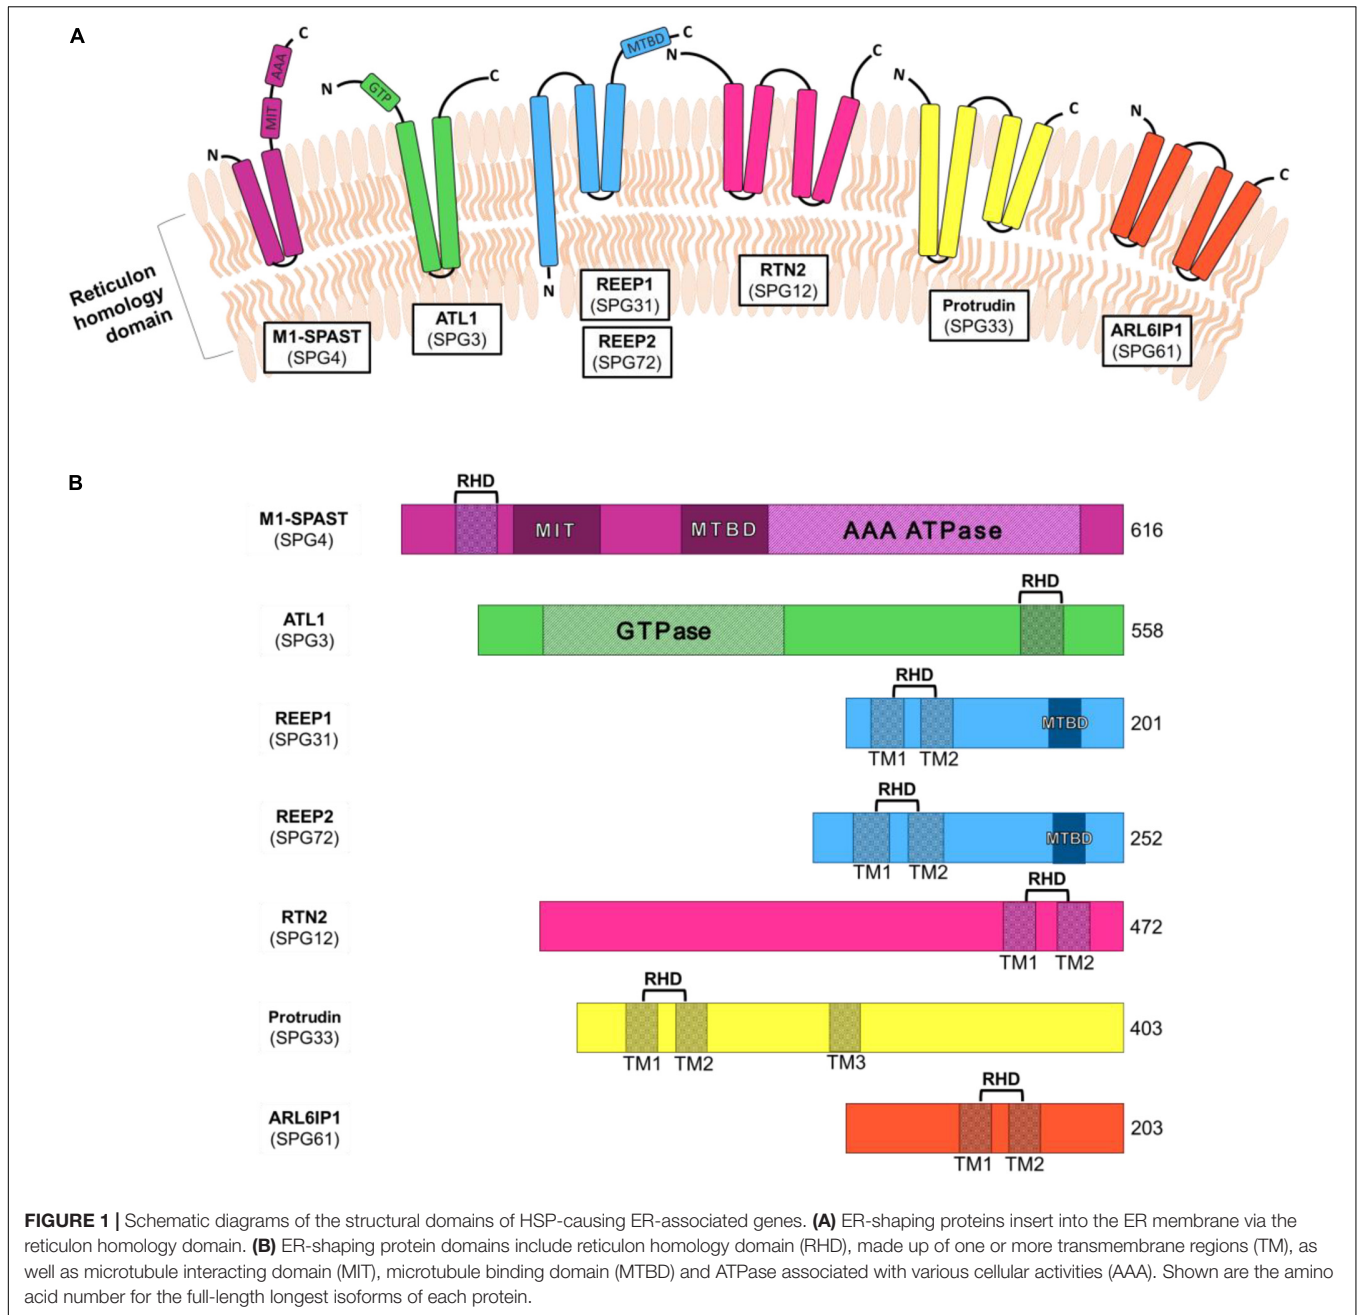 A
N
MIT
AAA
C
N
GTP
C
N
MTBD
C
N
C
N
C
N
C
Reticulon
homology
domain
M1-SPAST
(SPG4)
ATL1
(SPG3)
REEP1
(SPG31)
REEP2
(SPG72)
RTN2
(SPG12)
Protrudin
(SPG33)
ARL6IP1
(SPG61)
B
RHD
M1-SPAST
(SPG4)
MIT MTBD AAA ATPase 616
RHD
ATL1
(SPG3)
GTPase 558
RHD
REEP1
(SPG31)
MTBD 201
TM1 TM2
RHD
REEP2
(SPG72)
MTBD 252
TM1 TM2
RHD
RTN2
(SPG12)
472
TM1 TM2
RHD
Protrudin
(SPG33)
403
TM1 TM2 TM3
RHD
ARL6IP1
(SPG61)
203
TM1 TM2
FIGURE 1 | Schematic diagrams of the structural domains of HSP-causing ER-associated genes. (A) ER-shaping proteins insert into the ER membrane via the
reticulon homology domain. (B) ER-shaping protein domains include reticulon homology domain (RHD), made up of one or more transmembrane regions (TM), as
well as microtubule interacting domain (MIT), microtubule binding domain (MTBD) and ATPase associated with various cellular activities (AAA). Shown are the amino
acid number for the full-length longest isoforms of each protein.